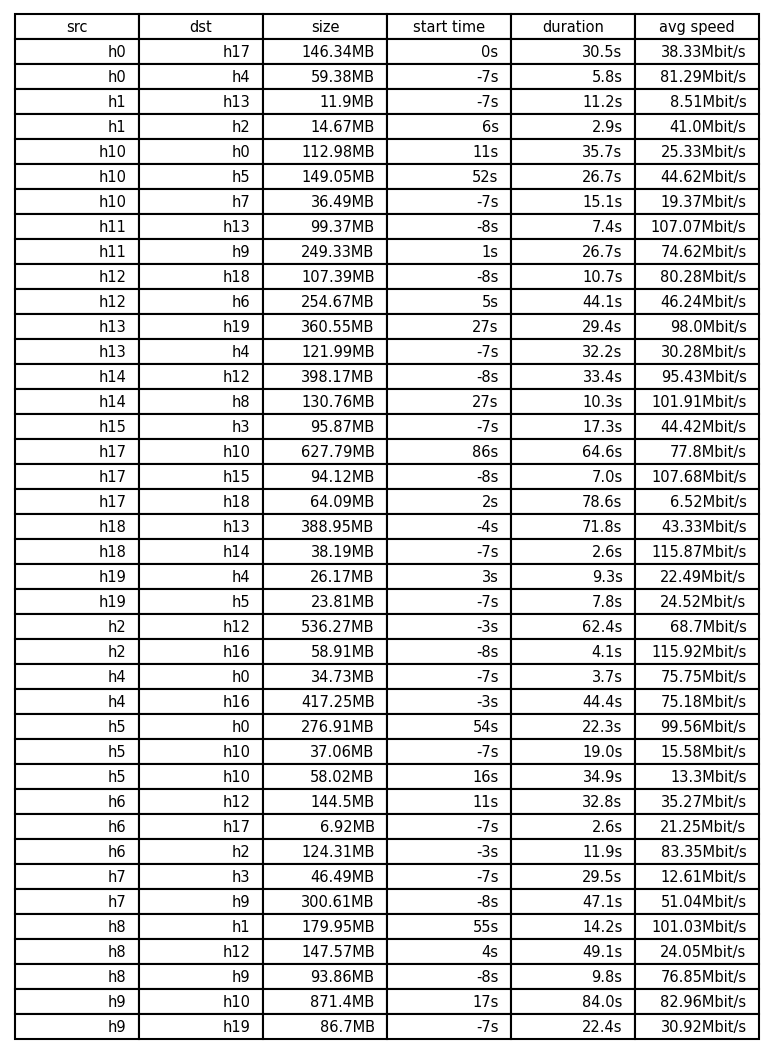 src dst size start time duration avg speed
h0 h17 146.34MB 0s 30.5s 38.33Mbit/s
h0 h4 59.38MB -7s 5.8s 81.29Mbit/s
h1 h13 11.9MB -7s 11.2s 8.51Mbit/s
h1 h2 14.67MB 6s 2.9s 41.0Mbit/s
h10 h0 112.98MB 11s 35.7s 25.33Mbit/s
h10 h5 149.05MB 52s 26.7s 44.62Mbit/s
h10 h7 36.49MB -7s 15.1s 19.37Mbit/s
h11 h13 99.37MB -8s 7.4s 107.07Mbit/s
h11 h9 249.33MB 1s 26.7s 74.62Mbit/s
h12 h18 107.39MB -8s 10.7s 80.28Mbit/s
h12 h6 254.67MB 5s 44.1s 46.24Mbit/s
h13 h19 360.55MB 27s 29.4s 98.0Mbit/s
h13 h4 121.99MB -7s 32.2s 30.28Mbit/s
h14 h12 398.17MB -8s 33.4s 95.43Mbit/s
h14 h8 130.76MB 27s 10.3s 101.91Mbit/s
h15 h3 95.87MB -7s 17.3s 44.42Mbit/s
h17 h10 627.79MB 86s 64.6s 77.8Mbit/s
h17 h15 94.12MB -8s 7.0s 107.68Mbit/s
h17 h18 64.09MB 2s 78.6s 6.52Mbit/s
h18 h13 388.95MB -4s 71.8s 43.33Mbit/s
h18 h14 38.19MB -7s 2.6s 115.87Mbit/s
h19 h4 26.17MB 3s 9.3s 22.49Mbit/s
h19 h5 23.81MB -7s 7.8s 24.52Mbit/s
h2 h12 536.27MB -3s 62.4s 68.7Mbit/s
h2 h16 58.91MB -8s 4.1s 115.92Mbit/s
h4 h0 34.73MB -7s 3.7s 75.75Mbit/s
h4 h16 417.25MB -3s 44.4s 75.18Mbit/s
h5 h0 276.91MB 54s 22.3s 99.56Mbit/s
h5 h10 37.06MB -7s 19.0s 15.58Mbit/s
h5 h10 58.02MB 16s 34.9s 13.3Mbit/s
h6 h12 144.5MB 11s 32.8s 35.27Mbit/s
h6 h17 6.92MB -7s 2.6s 21.25Mbit/s
h6 h2 124.31MB -3s 11.9s 83.35Mbit/s
h7 h3 46.49MB -7s 29.5s 12.61Mbit/s
h7 h9 300.61MB -8s 47.1s 51.04Mbit/s
h8 h1 179.95MB 55s 14.2s 101.03Mbit/s
h8 h12 147.57MB 4s 49.1s 24.05Mbit/s
h8 h9 93.86MB -8s 9.8s 76.85Mbit/s
h9 h10 871.4MB 17s 84.0s 82.96Mbit/s
h9 h19 86.7MB -7s 22.4s 30.92Mbit/s